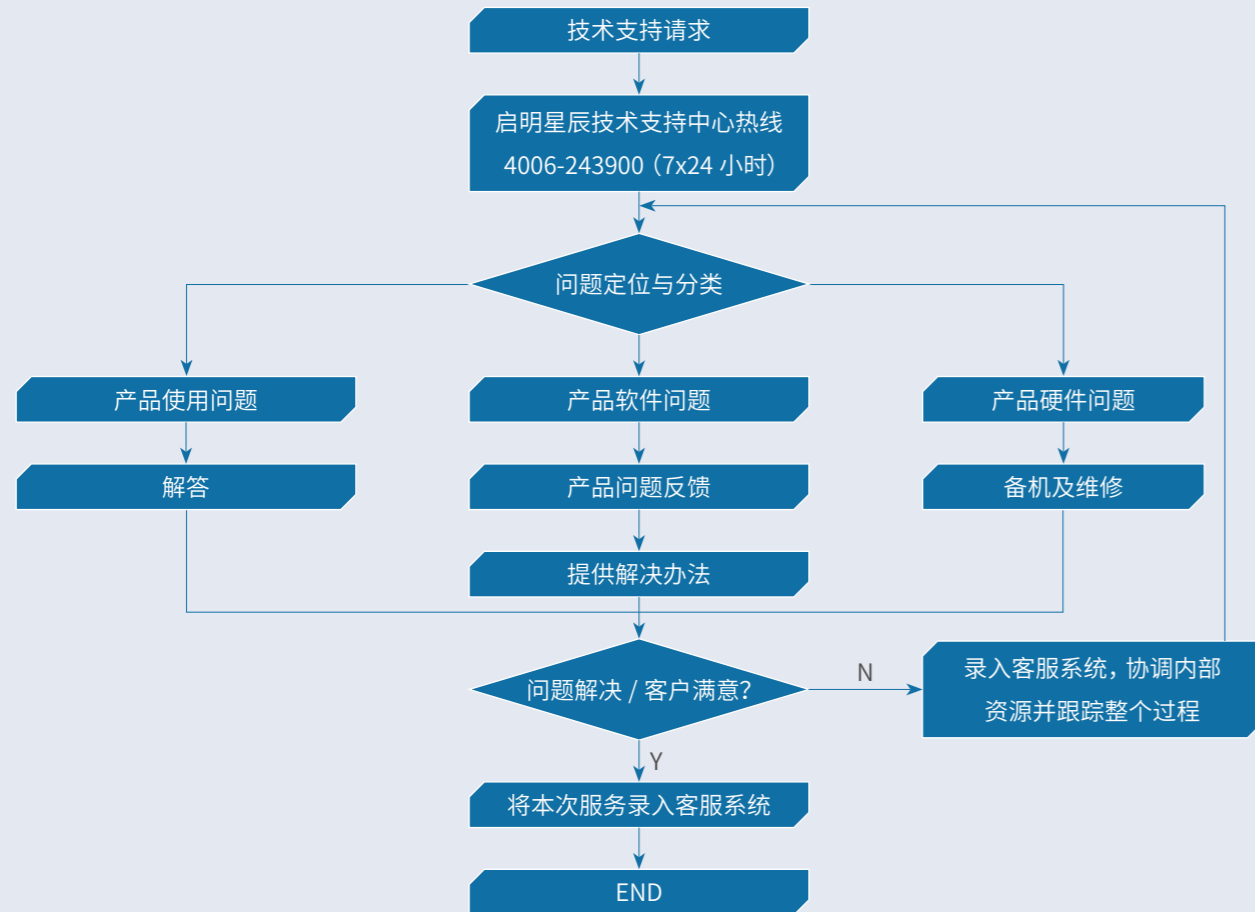 技术支持请求
启明星辰技术支持中心热线
4006-243900（7x24 小时）
问题定位与分类
产品使用问题
产品软件问题
产品硬件问题
解答
产品问题反馈
备机及维修
提供解决办法
问题解决 / 客户满意？
N
录入客服系统，协调内部
资源并跟踪整个过程
Y
将本次服务录入客服系统
END